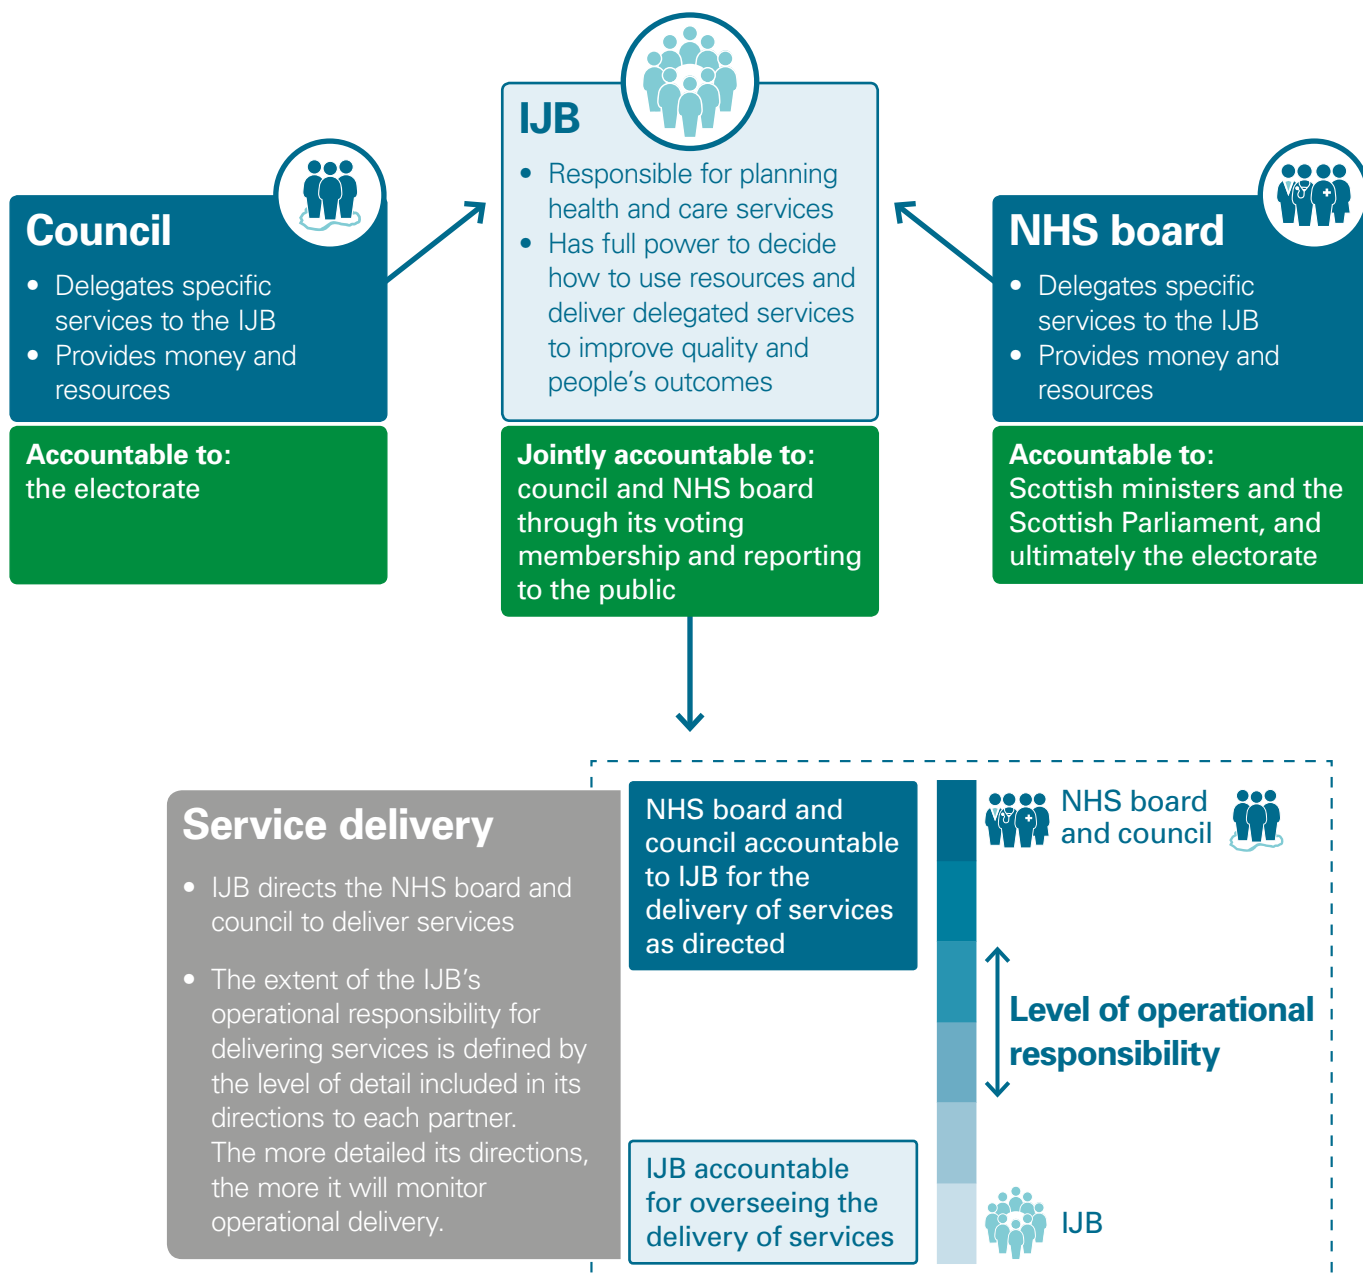 IJB
• Responsible for planning
health and care services
• Has full power to decide
how to use resources and
deliver delegated services
to improve quality and
people’s outcomes
Council
• Delegates specific
services to the IJB
• Provides money and
resources
NHS board
• Delegates specific
services to the IJB
• Provides money and
resources
Accountable to:
the electorate
Jointly accountable to:
council and NHS board
through its voting
membership and reporting
to the public
Accountable to:
Scottish ministers and the
Scottish Parliament, and
ultimately the electorate
Service delivery
• IJB directs the NHS board and
council to deliver services
• The extent of the IJB’s
operational responsibility for
delivering services is defined by
the level of detail included in its
directions to each partner.
The more detailed its directions,
the more it will monitor
operational delivery.
NHS board and
council accountable
to IJB for the
delivery of services
as directed
NHS board
and council
Level of operational
responsibility
IJB accountable
for overseeing the
delivery of services
IJB